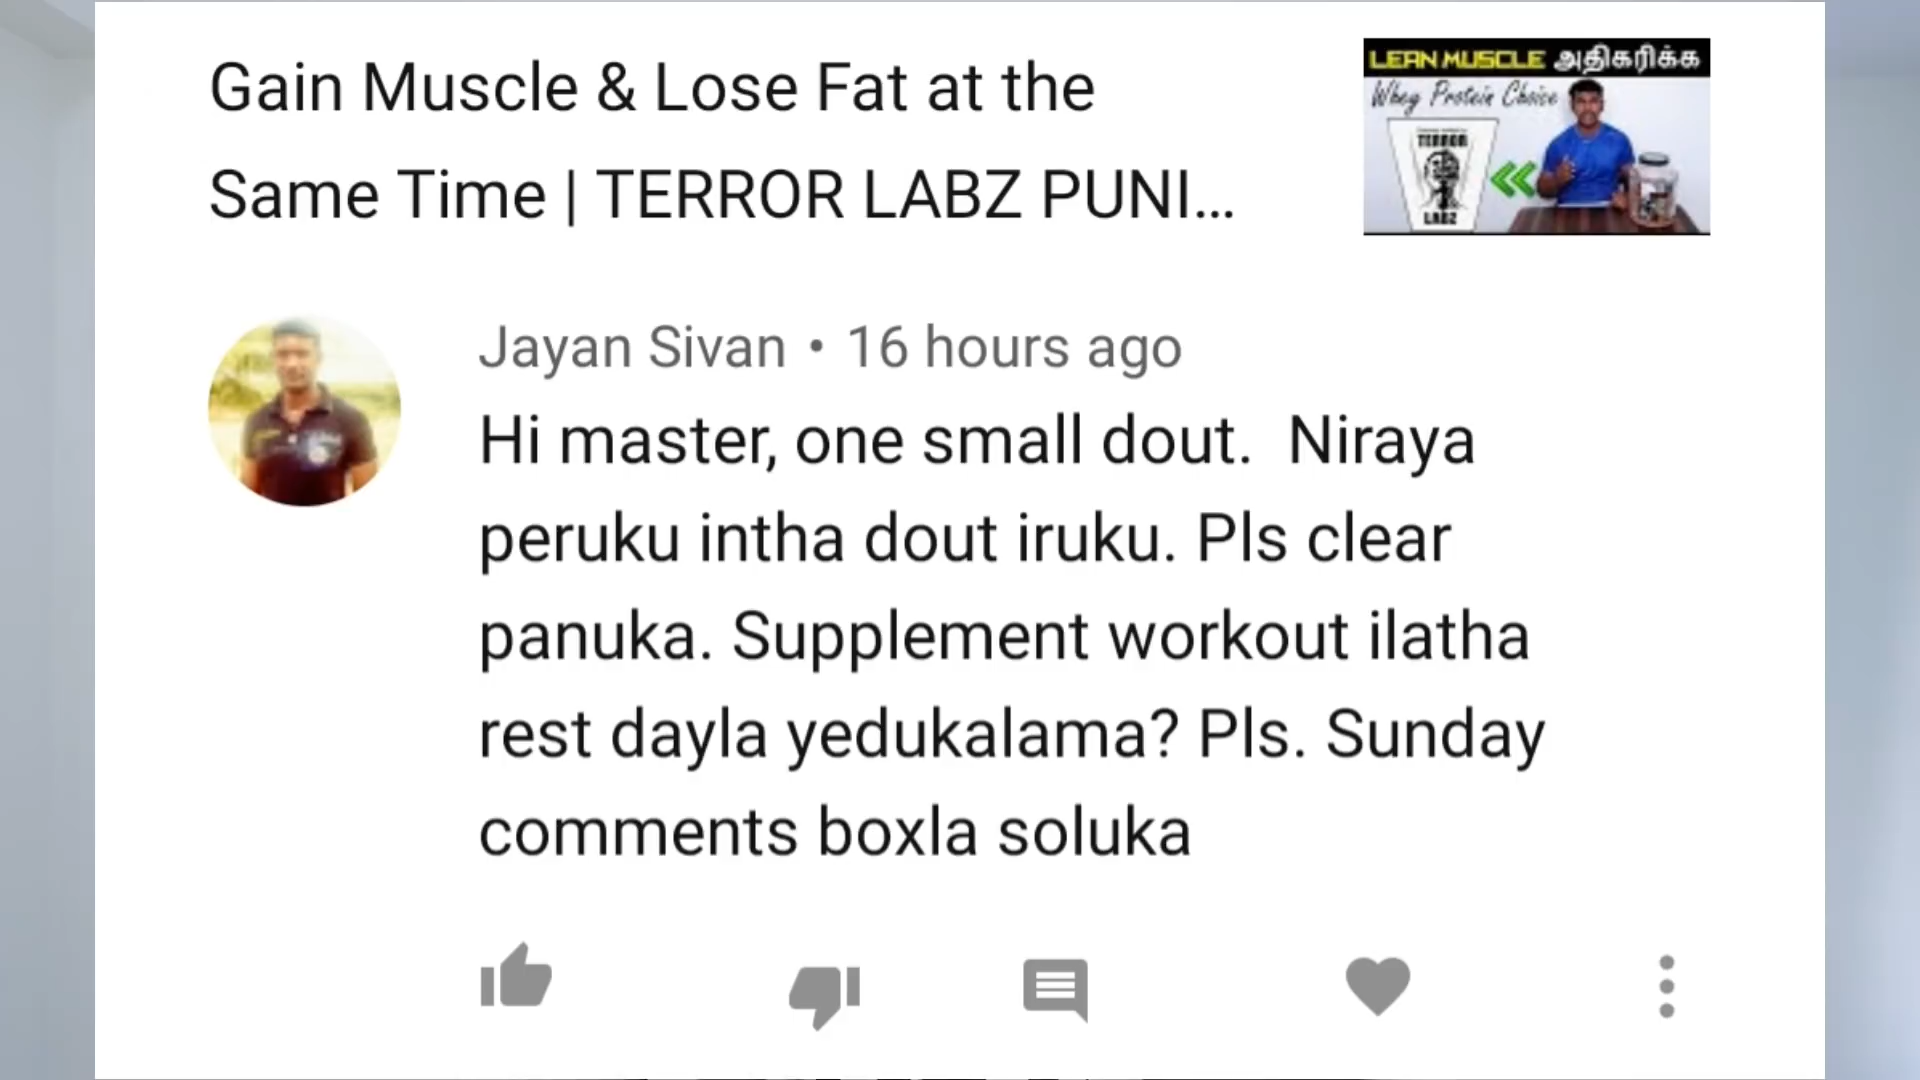 Gain Muscle & Lose Fat at the
Same Time | TERROR LABZ PUNI...
LEAN MUSCLE அதிகரிக்க
Whey Protein Choice
TERROR
LABZ
Jayan Sivan • 16 hours ago
Hi master, one small dout.  Niraya
peruku intha dout iruku. Pls clear
panuka. Supplement workout ilatha
rest dayla yedukalama? Pls. Sunday
comments boxla soluka